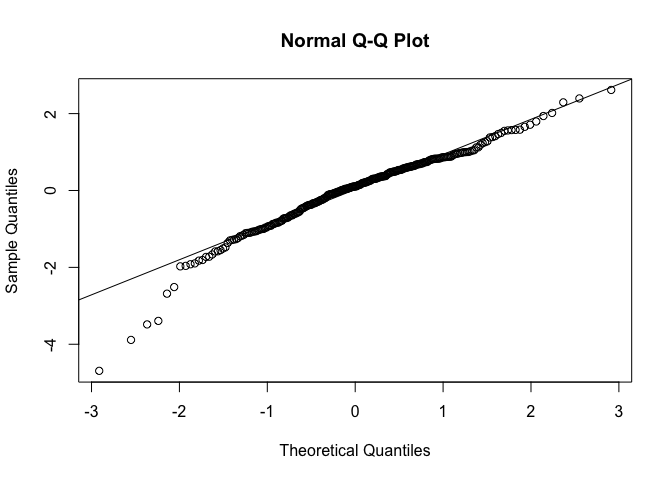 Normal Q-Q Plot
Sample Quantiles
2
0
-2
-4
-3 -2 -1 0 1 2 3
Theoretical Quantiles